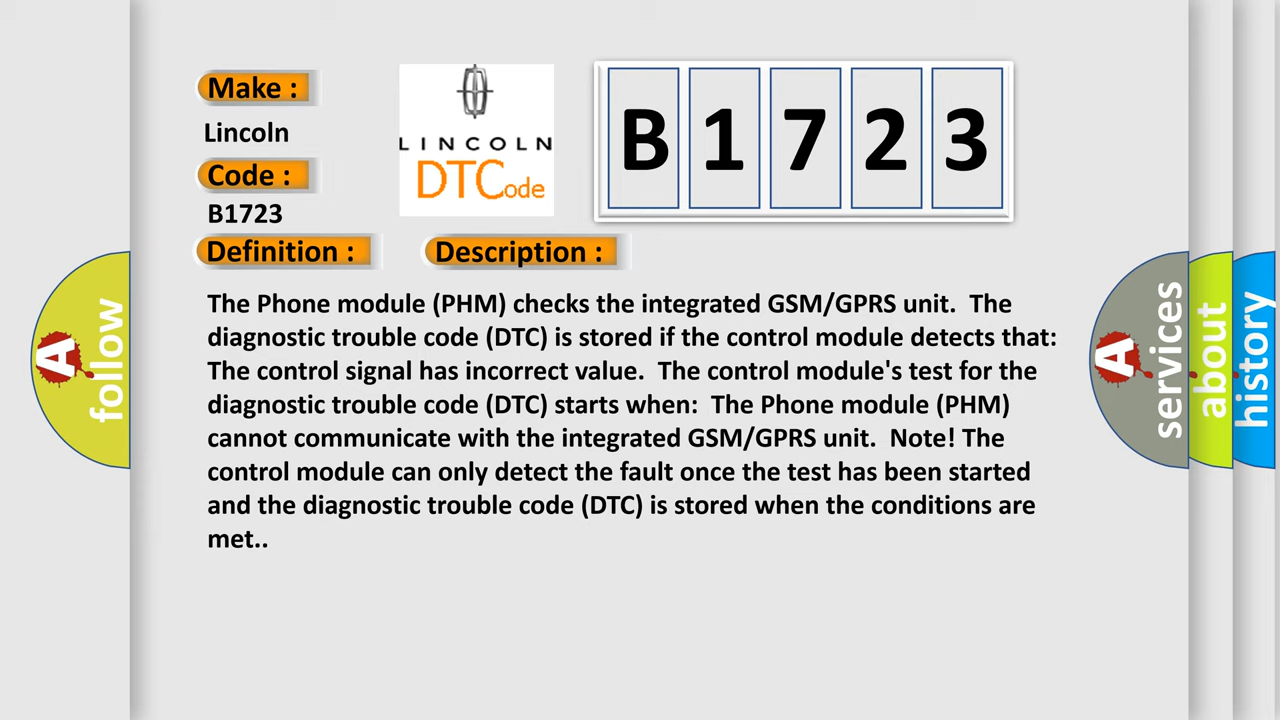 Make :
Lincoln
Code :
B1723
Definition :
Description :
LINCOLN
DTCode
B 1 7 2 3
The Phone module (PHM) checks the integrated GSM/GPRS unit. The
diagnostic trouble code (DTC) is stored if the control module detects that:
The control signal has incorrect value. The control module's test for the
diagnostic trouble code (DTC) starts when: The Phone module (PHM)
cannot communicate with the integrated GSM/GPRS unit. Note! The
control module can only detect the fault once the test has been started
and the diagnostic trouble code (DTC) is stored when the conditions are
met..
A
follow
A
services
about
history